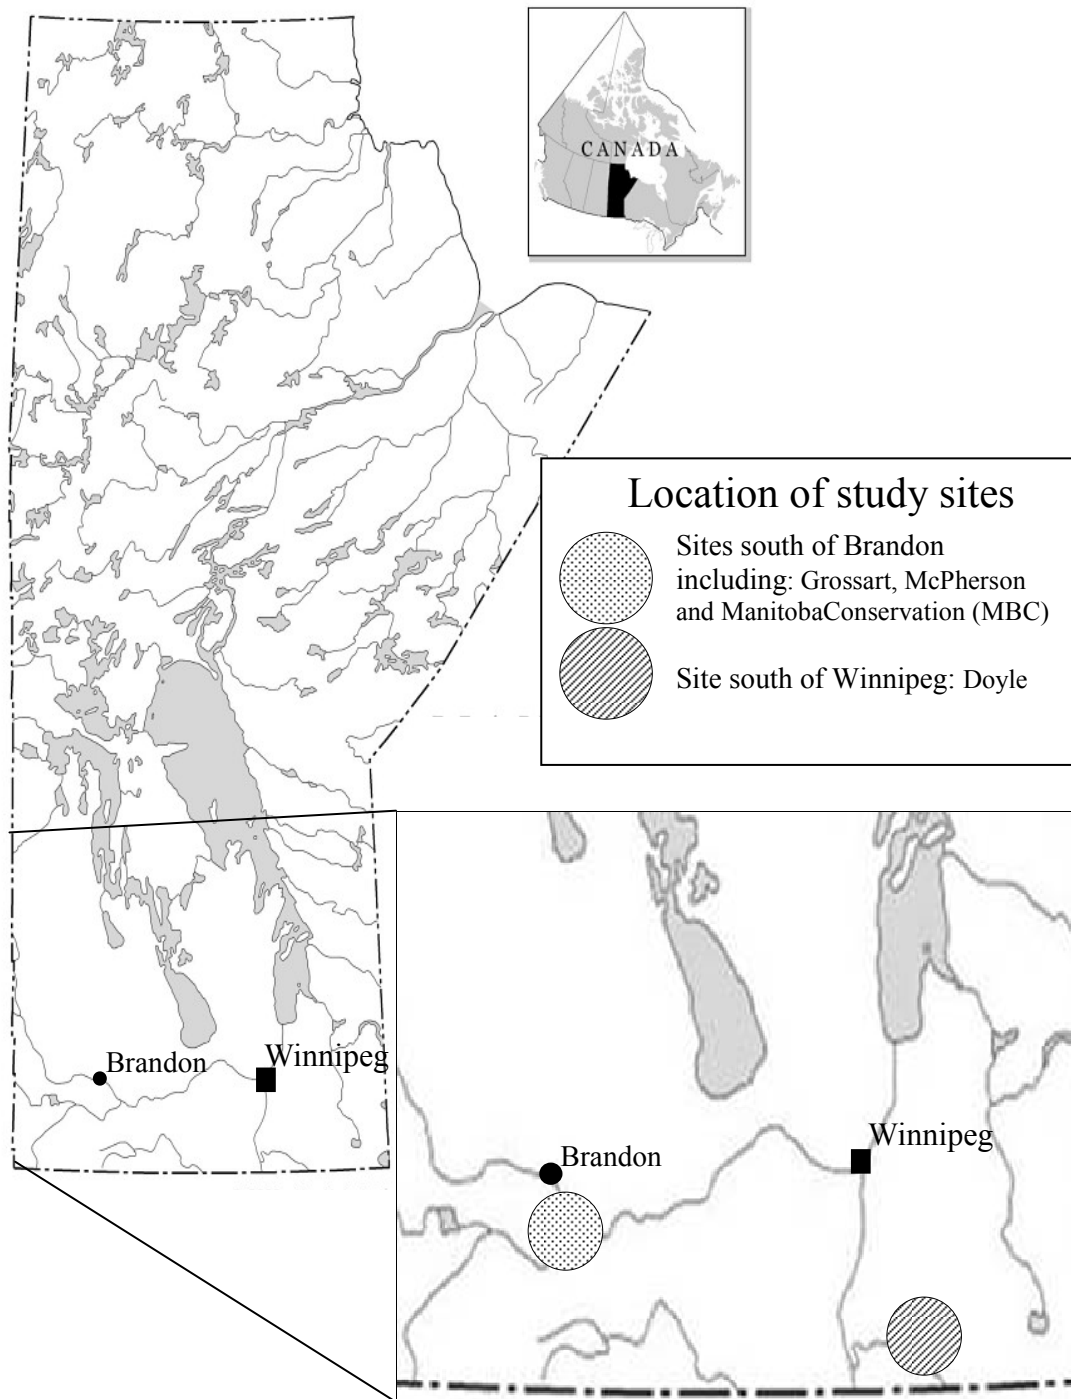 CANADA
Location of study sites
Sites south of Brandon
including: Grossart, McPherson
and ManitobaConservation (MBC)
Site south of Winnipeg: Doyle
Brandon
Winnipeg
Brandon
Winnipeg